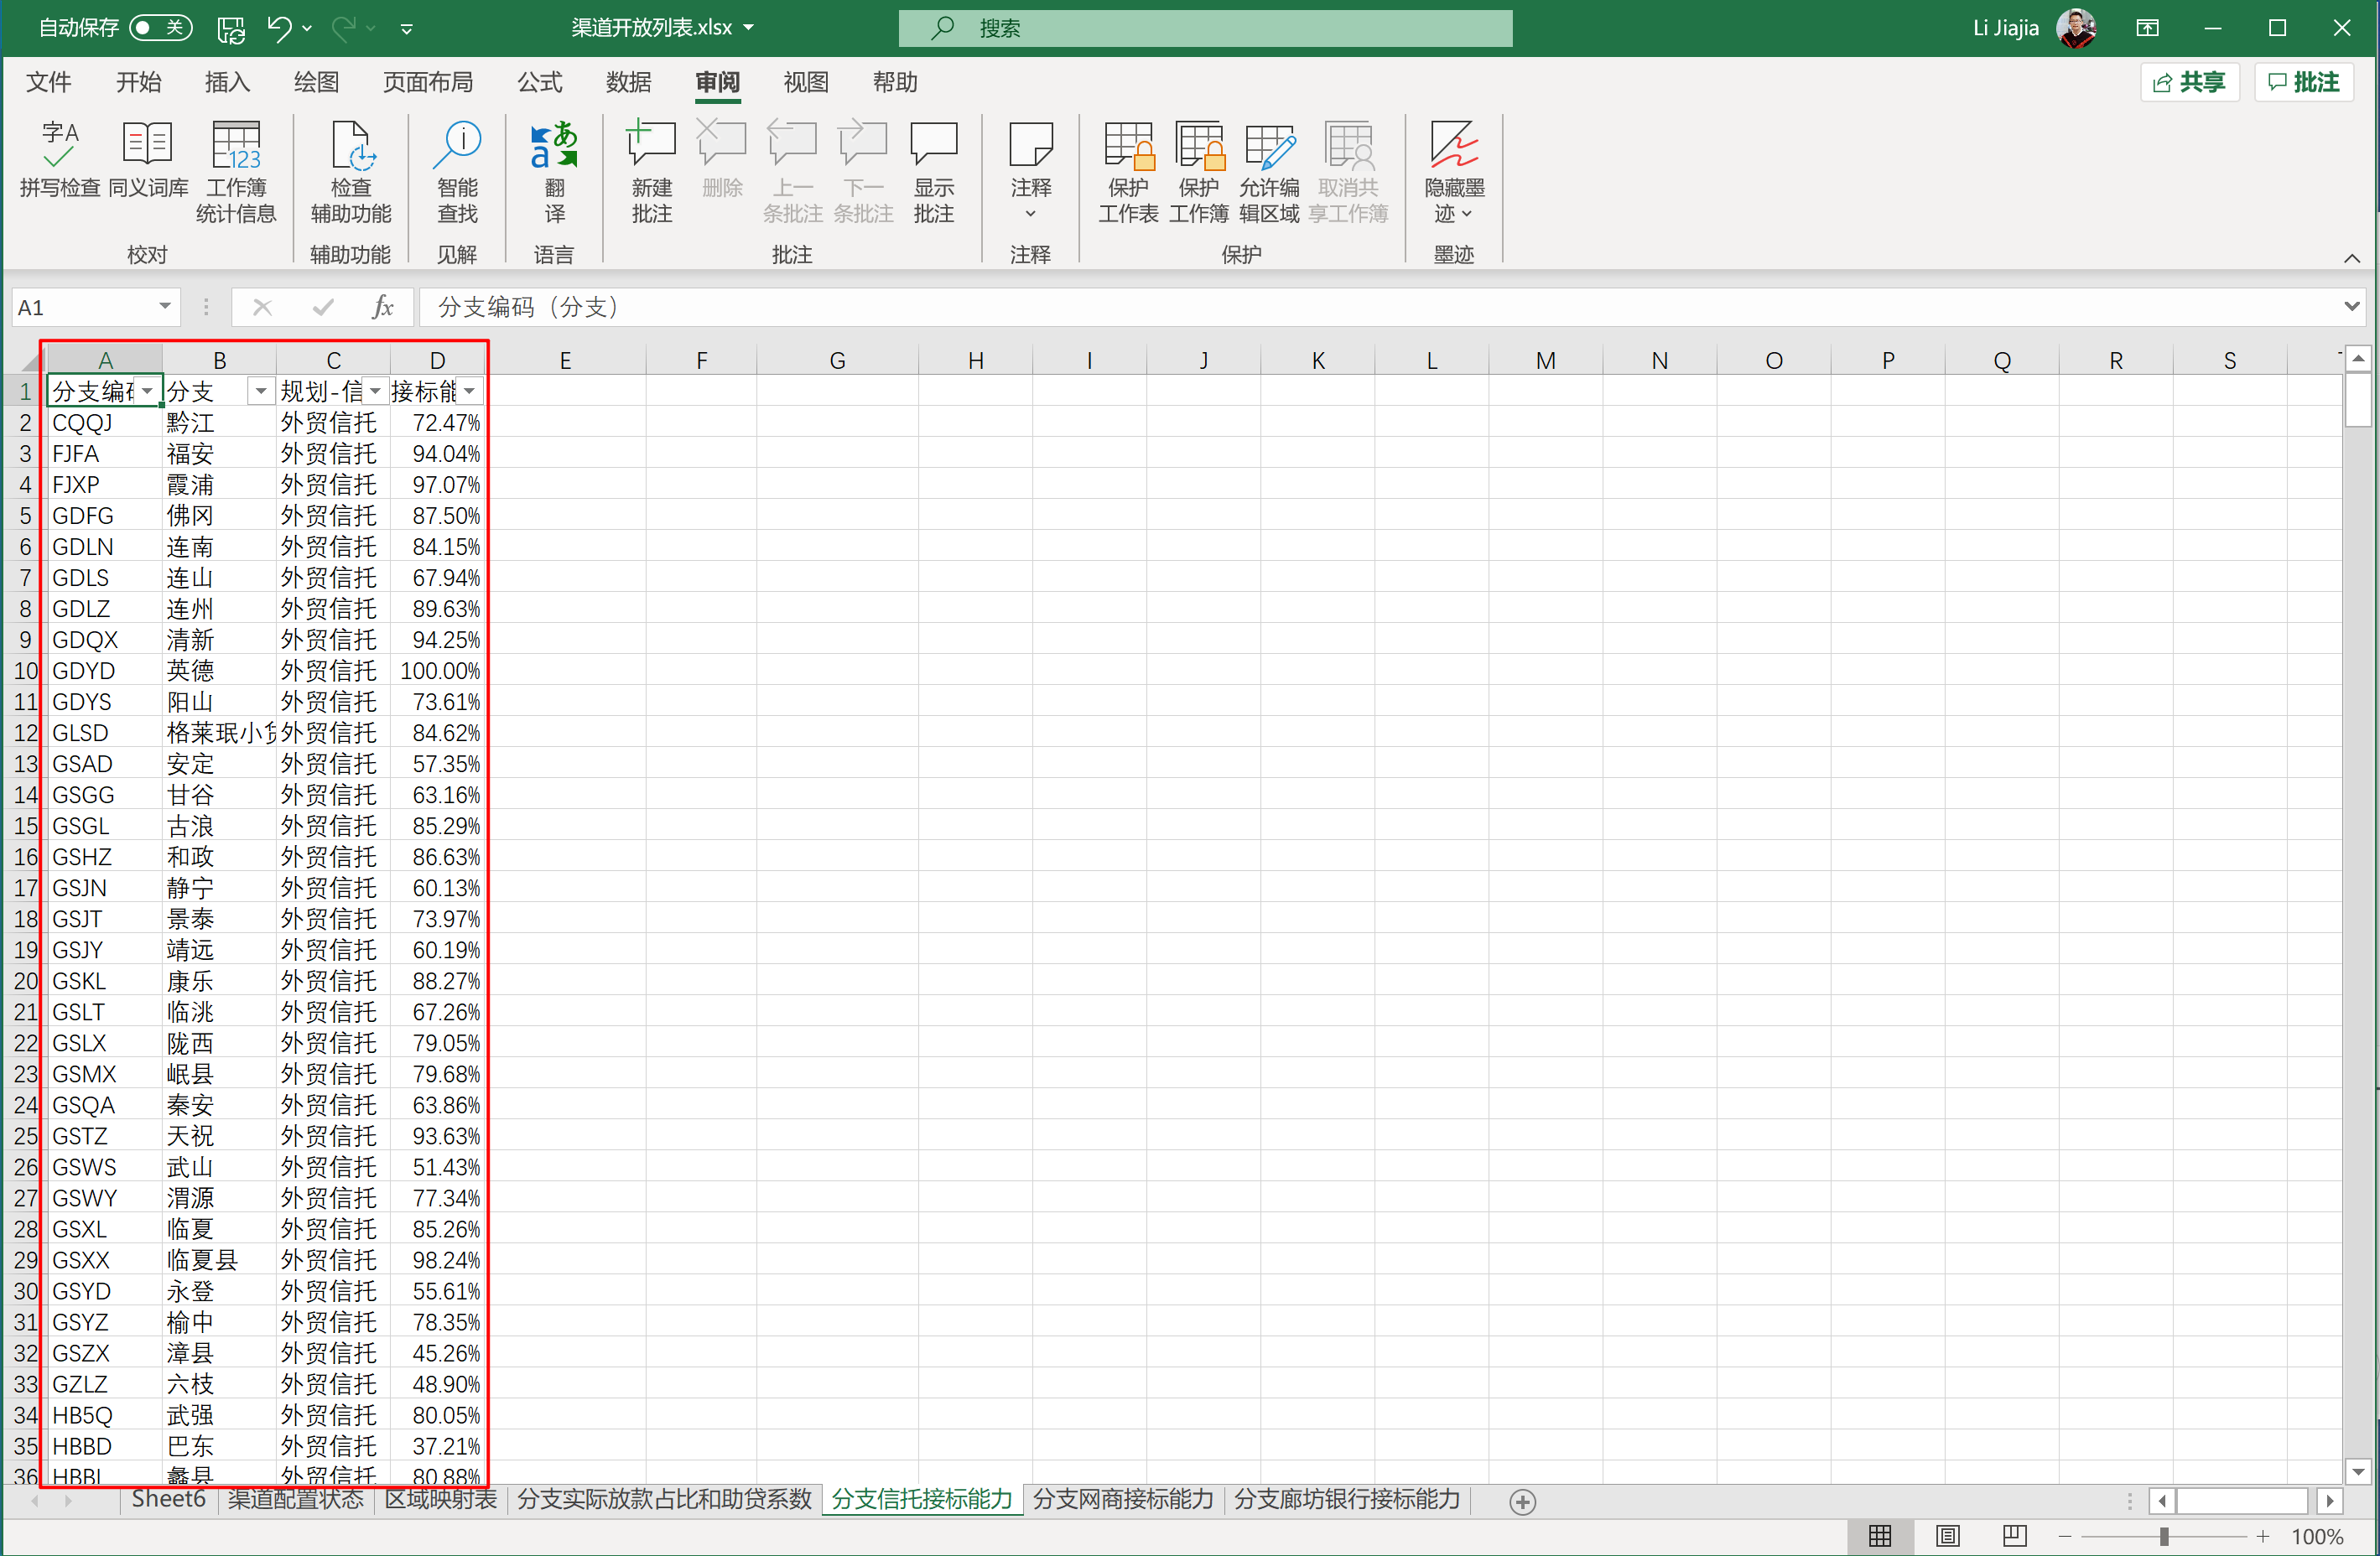 自动保存 关 渠道开放列表.xlsx 搜索 Li Jiajia
文件 开始 插入 绘图 页面布局 公式 数据 审阅 视图 帮助 共享 批注
拼写检查 同义词库 工作簿 统计信息 检查 辅助功能 智能 查找 翻 译 新建 批注 删除 上一 条批注 下一 条批注 显示 批注 注释 保护 工作表 保护 工作簿 允许编 辑区域 取消共 享工作簿 隐藏墨 迹
校对 辅助功能 见解 语言 批注 注释 保护 墨迹
A1 fx 分支编码（分支）
A B C D E F G H I J K L M N O P Q R S
1 分支编 分支 规划-信 接标能
2 CQQJ 黔江 外贸信托 72.47%
3 FJFA 福安 外贸信托 94.04%
4 FJXP 霞浦 外贸信托 97.07%
5 GDFG 佛冈 外贸信托 87.50%
6 GDLN 连南 外贸信托 84.15%
7 GDLS 连山 外贸信托 67.94%
8 GDLZ 连州 外贸信托 89.63%
9 GDQX 清新 外贸信托 94.25%
10 GDYD 英德 外贸信托 100.00%
11 GDYS 阳山 外贸信托 73.61%
12 GLSD 格莱珉小 外贸信托 84.62%
13 GSAD 安定 外贸信托 57.35%
14 GSGG 甘谷 外贸信托 63.16%
15 GSGL 古浪 外贸信托 85.29%
16 GSHZ 和政 外贸信托 86.63%
17 GSJN 静宁 外贸信托 60.13%
18 GSJT 景泰 外贸信托 73.97%
19 GSJY 靖远 外贸信托 60.19%
20 GSKL 康乐 外贸信托 88.27%
21 GSLT 临洮 外贸信托 67.26%
22 GSLX 陇西 外贸信托 79.05%
23 GSMX 岷县 外贸信托 79.68%
24 GSQA 秦安 外贸信托 63.86%
25 GSTZ 天祝 外贸信托 93.63%
26 GSWS 武山 外贸信托 51.43%
27 GSWY 渭源 外贸信托 77.34%
28 GSXL 临夏 外贸信托 85.26%
29 GSXX 临夏县 外贸信托 98.24%
30 GSYD 永登 外贸信托 55.61%
31 GSYZ 榆中 外贸信托 78.35%
32 GSZX 漳县 外贸信托 45.26%
33 GZLZ 六枝 外贸信托 48.90%
34 HB5Q 武强 外贸信托 80.05%
35 HBBD 巴东 外贸信托 37.21%
36 HBBL 蠡县 外贸信托 80.88%
Sheet6 渠道配置状态 区域映射表 分支实际放款占比和助贷系数 分支信托接标能力 分支网商接标能力 分支廊坊银行接标能力
100%